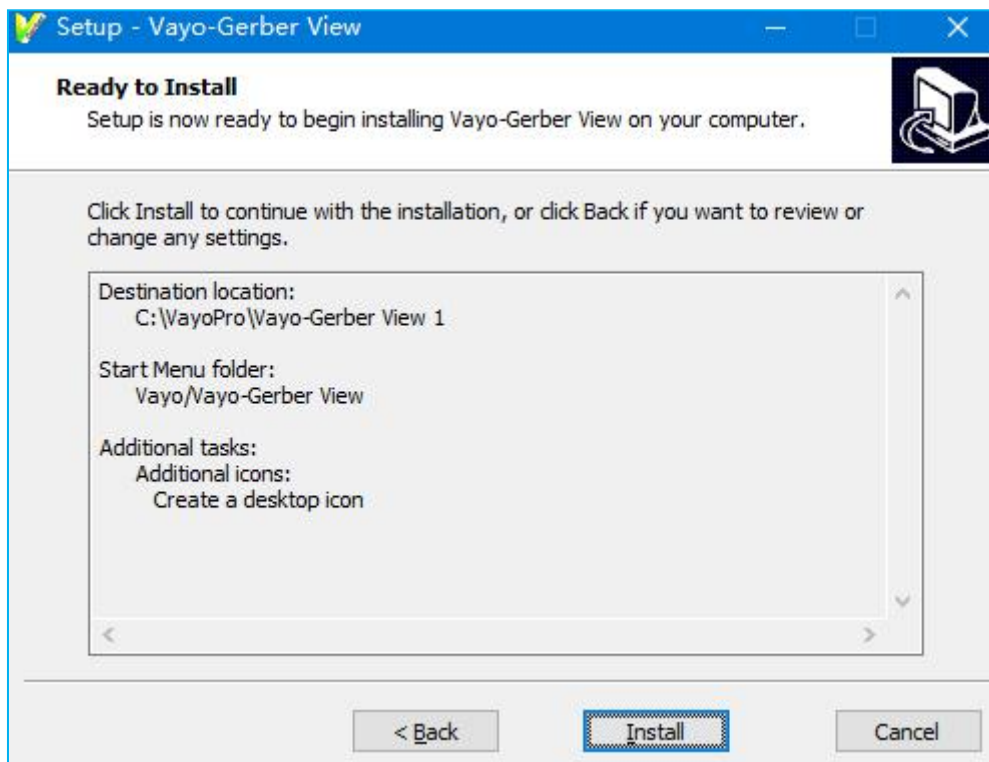 Setup - Vayo-Gerber View
Ready to Install
Setup is now ready to begin installing Vayo-Gerber View on your computer.
Click Install to continue with the installation, or click Back if you want to review or
change any settings.
Destination location:
C:\VayoPro\Vayo-Gerber View 1
Start Menu folder:
Vayo/Vayo-Gerber View
Additional tasks:
Additional icons:
Create a desktop icon
< Back
Install
Cancel